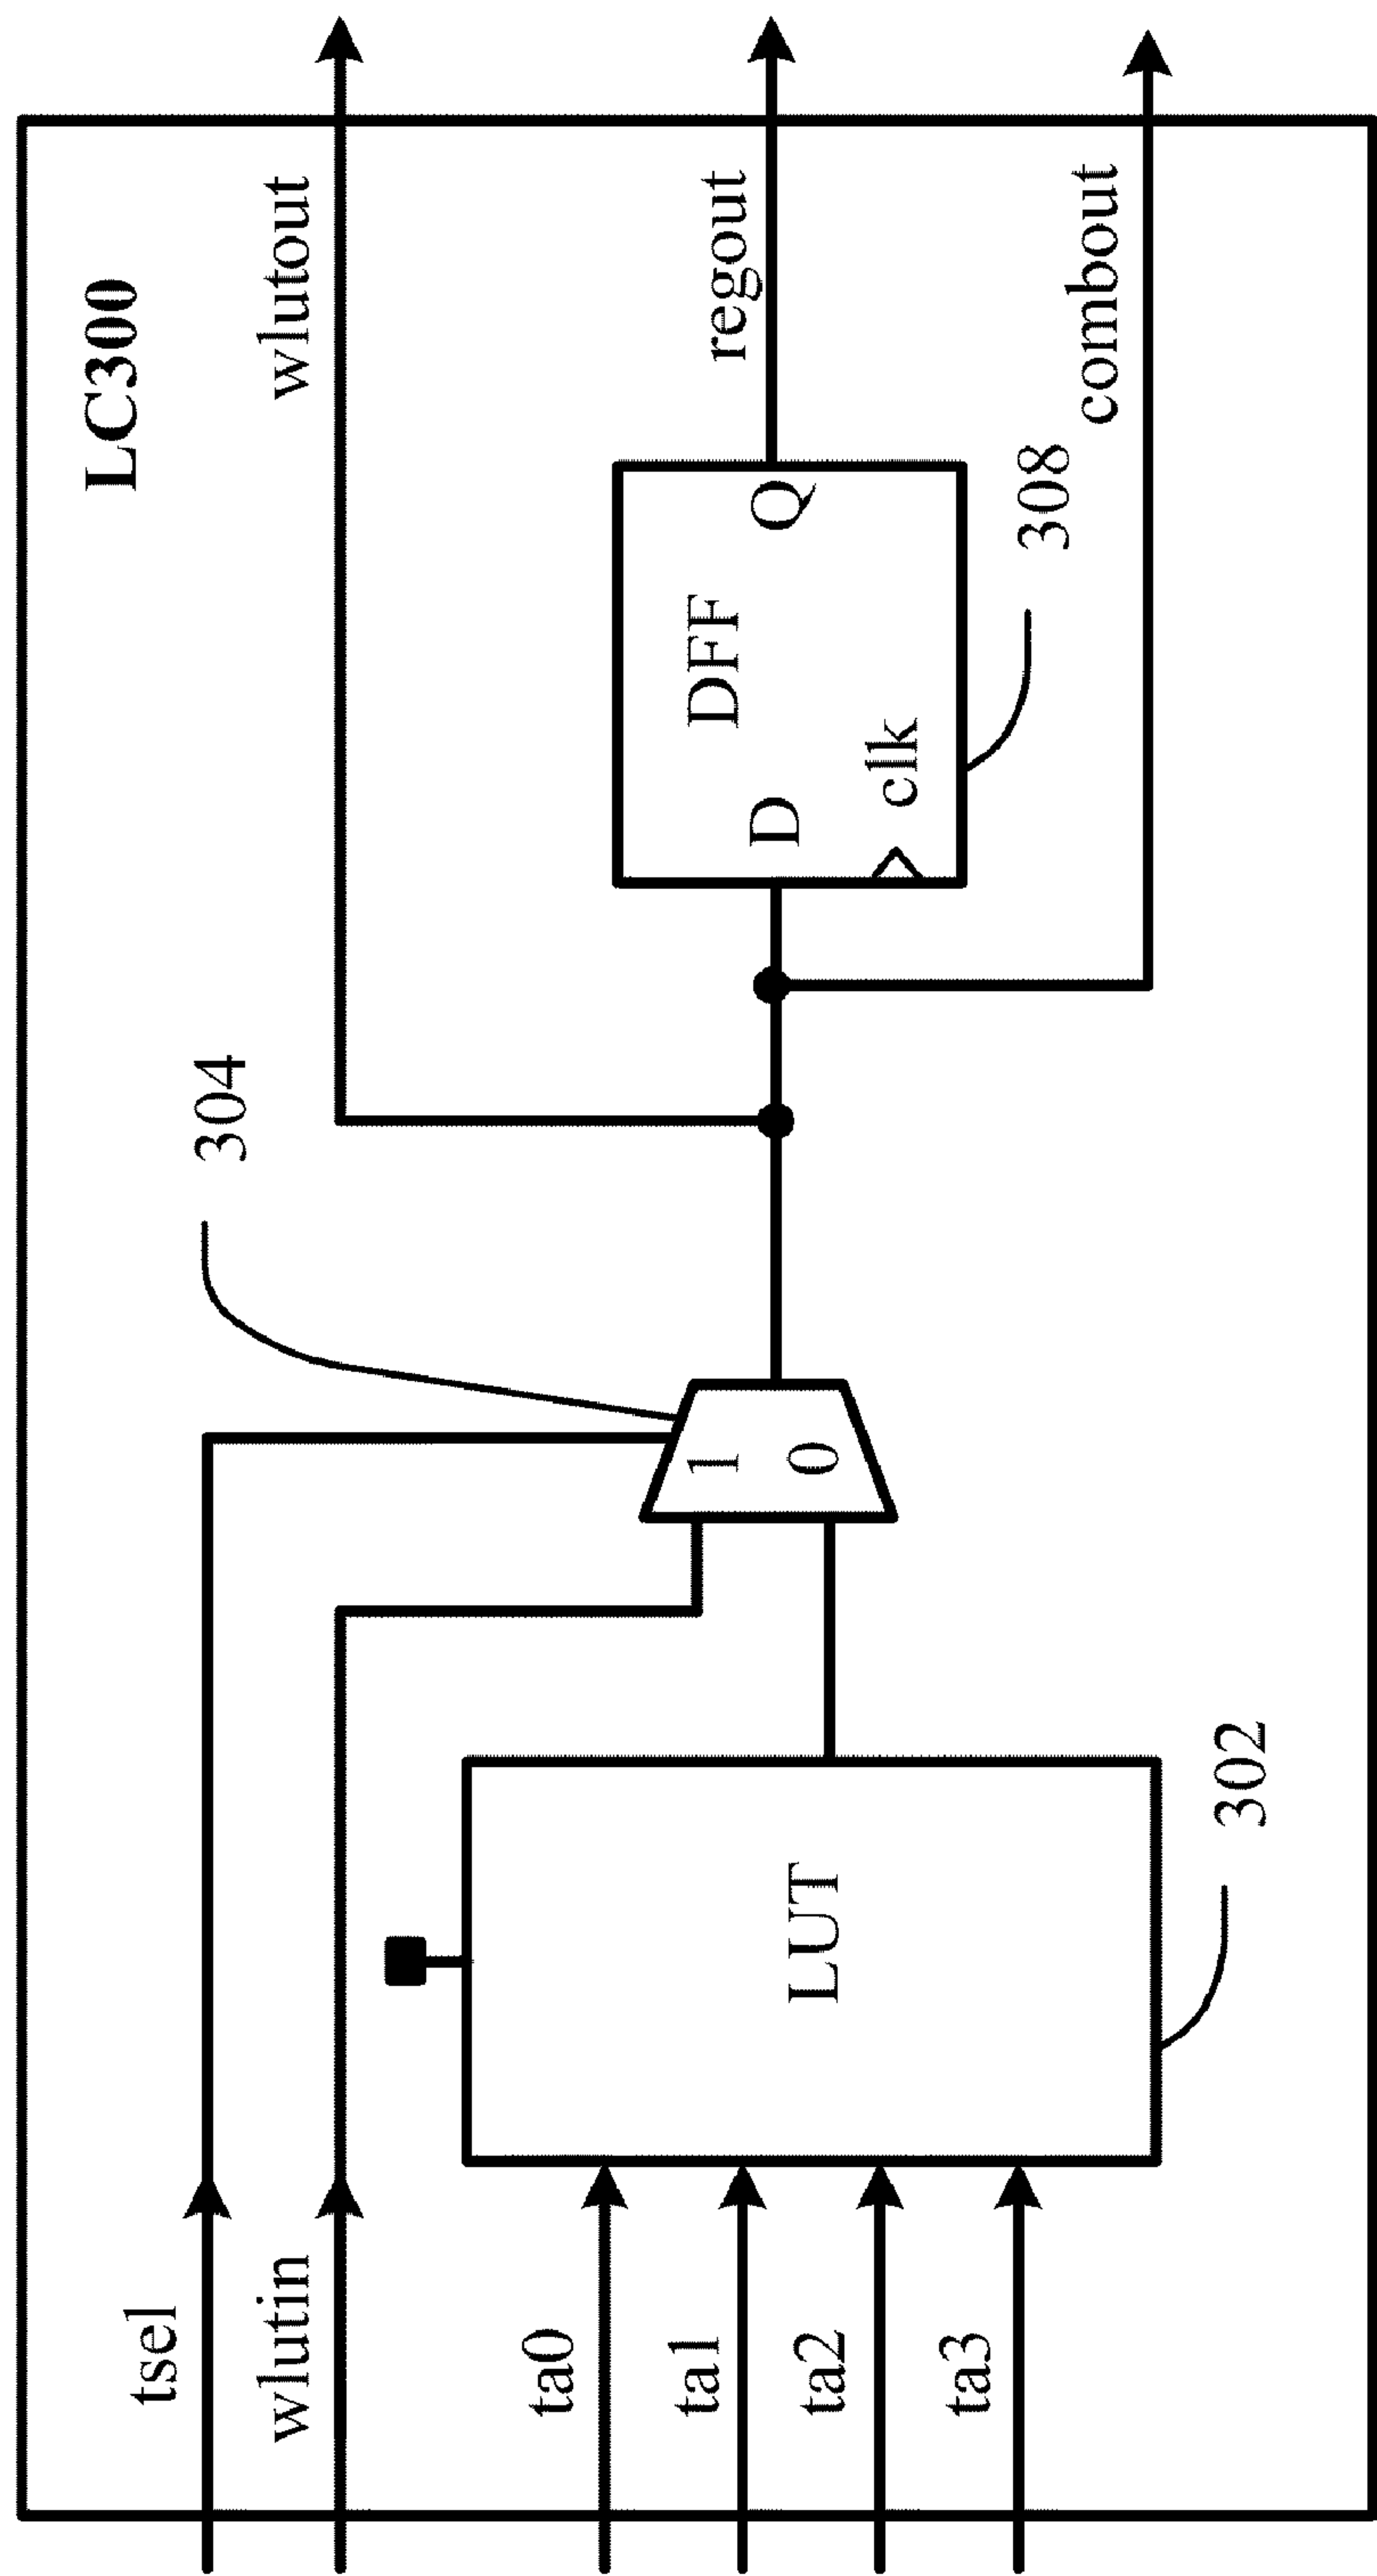 LC300
tsel
304
wlutin
wlutout
ta0
ta1
ta2
ta3
LUT
302
1
0
D
DFF
Q
clk
308
regout
combout